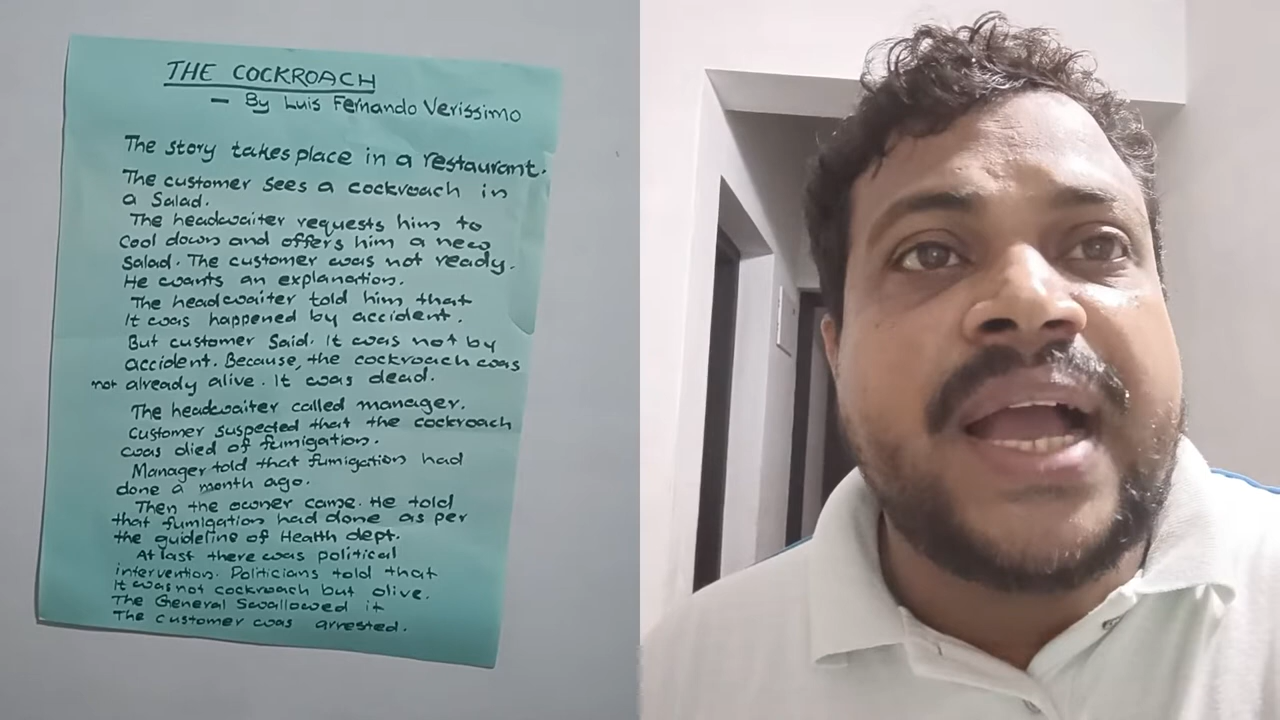 THE COCKROACH
- By Luis Fernando Verissimo
The story takes place in a restaurant.
The customer sees a cockroach in
a Salad.
The headwaiter requests him to
cool down and offers him a new
Salad. The customer was not ready.
He wants an explanation.
The headwaiter told him that
It was happened by accident.
But customer Said. It was not by
accident. Because, the cockroach was
not already alive. It was dead.
The headwaiter called manager.
Customer suspected that the cockroach
was died of fumigation.
Manager told that fumigation had
done a month ago.
Then the owner came. He told
that fumigation had done as per
the guideline of Health dept.
At last there was political
intervention. Politicians told that
It was not cockroach but olive.
The General Swallowed it
The customer was arrested.